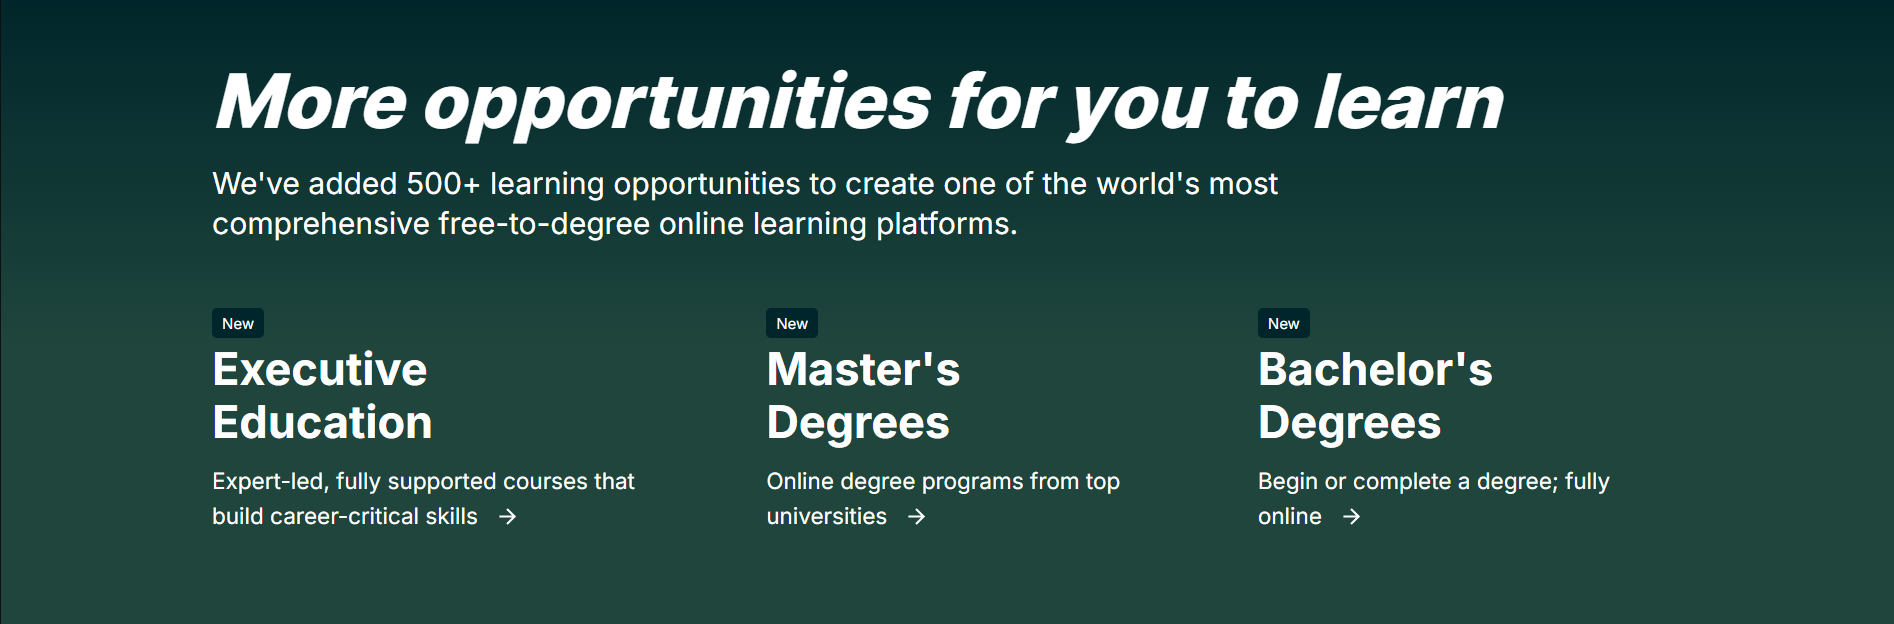 More opportunities for you to learn
We've added 500+ learning opportunities to create one of the world's most
comprehensive free-to-degree online learning platforms.
New
Executive
Education
Expert-led, fully supported courses that
build career-critical skills →
New
Master's
Degrees
Online degree programs from top
universities →
New
Bachelor's
Degrees
Begin or complete a degree; fully
online →